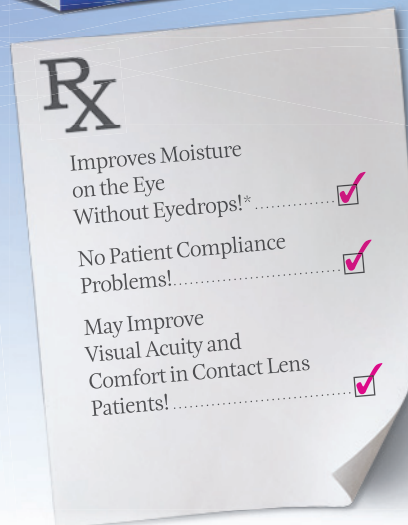 Rx
Improves Moisture
on the Eye
Without Eyedrops!*..............
No Patient Compliance
Problems!.................................
May Improve
Visual Acuity and
Comfort in Contact Lens
Patients!...................................